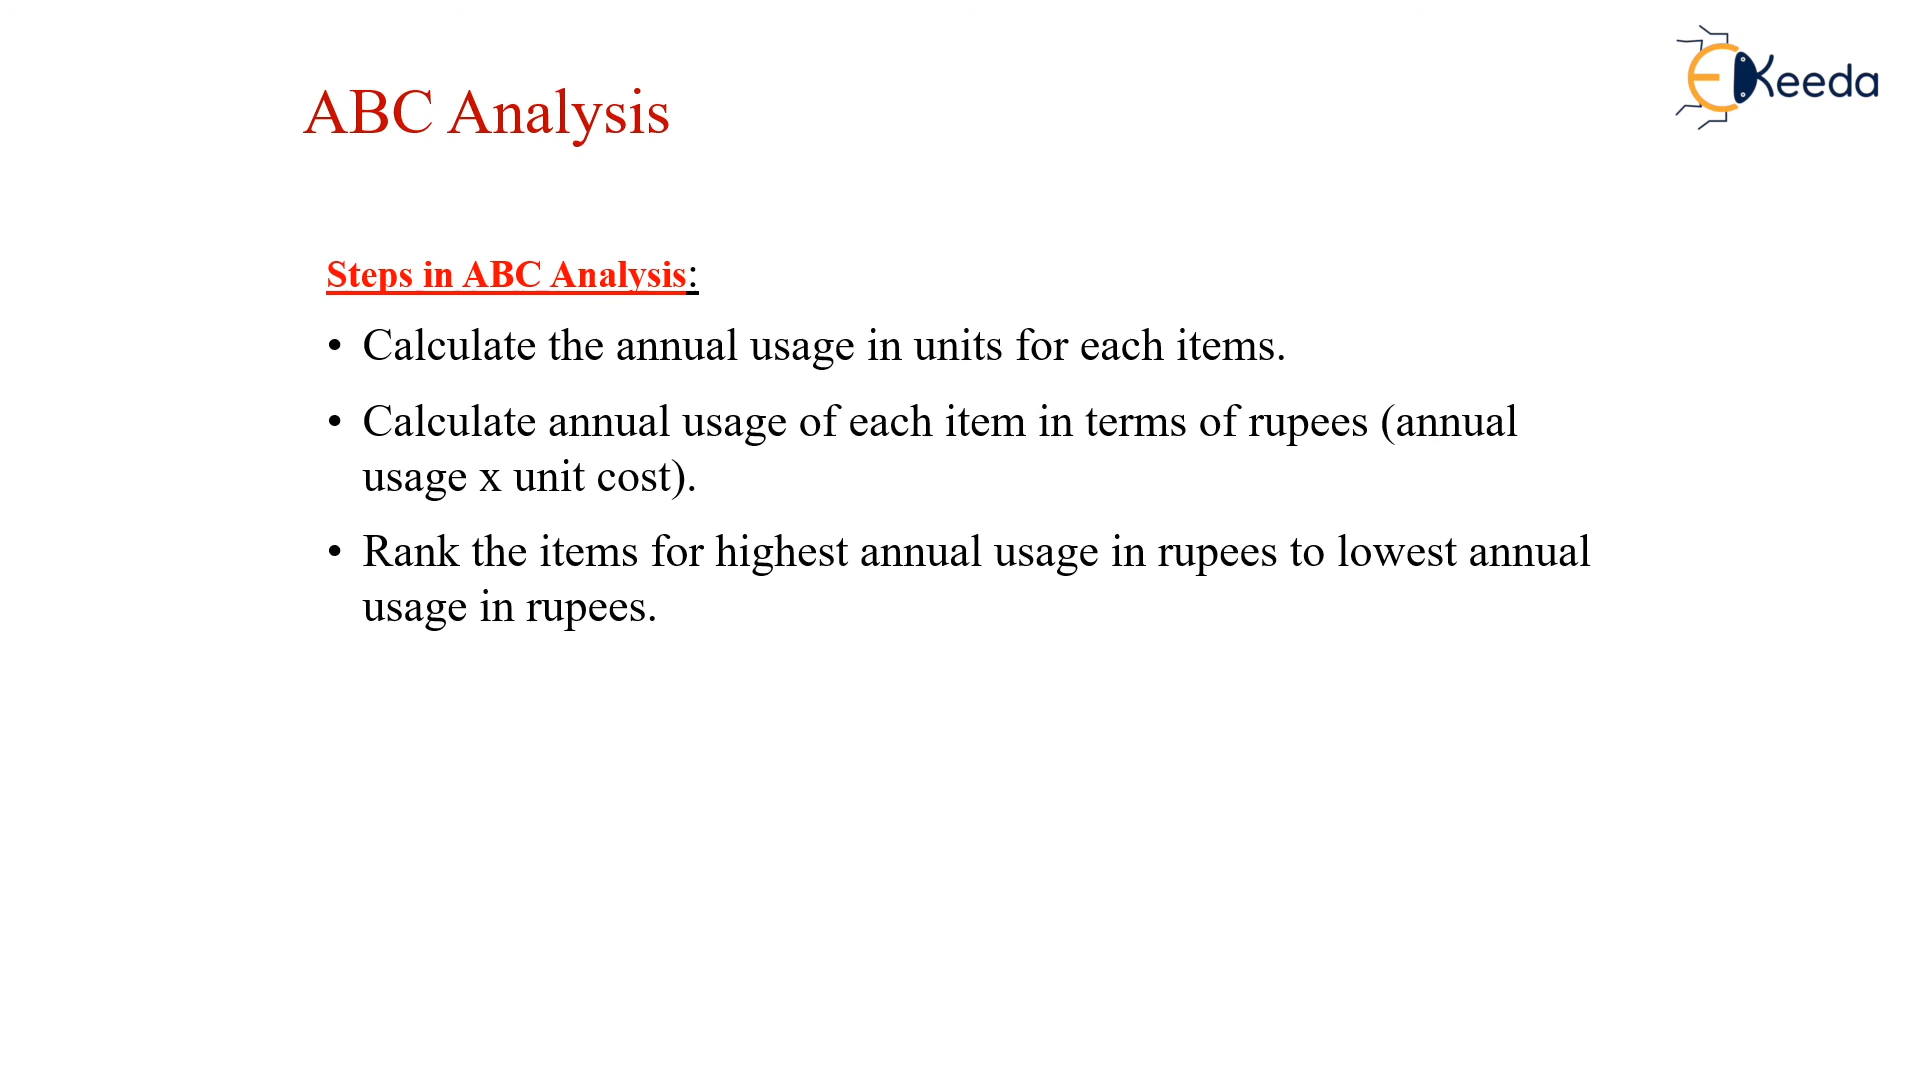 EKeeda
ABC Analysis
Steps in ABC Analysis:
• Calculate the annual usage in units for each items.
• Calculate annual usage of each item in terms of rupees (annual
usage x unit cost).
• Rank the items for highest annual usage in rupees to lowest annual
usage in rupees.